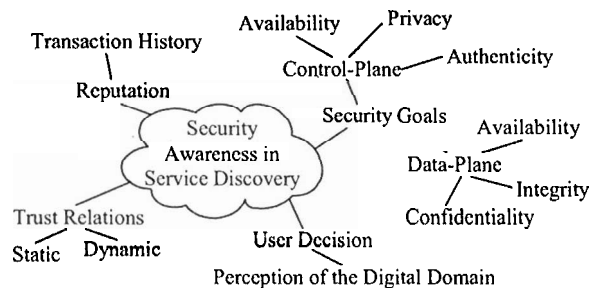 Availability
Privacy
Transaction History
Control-Plane
Authenticity
Reputation
Security Goals
Security
Awareness in
Service Discovery
Availability
Data-Plane
Integrity
Confidentiality
Trust Relations
Static
Dynamic
User Decision
Perception of the Digital Domain